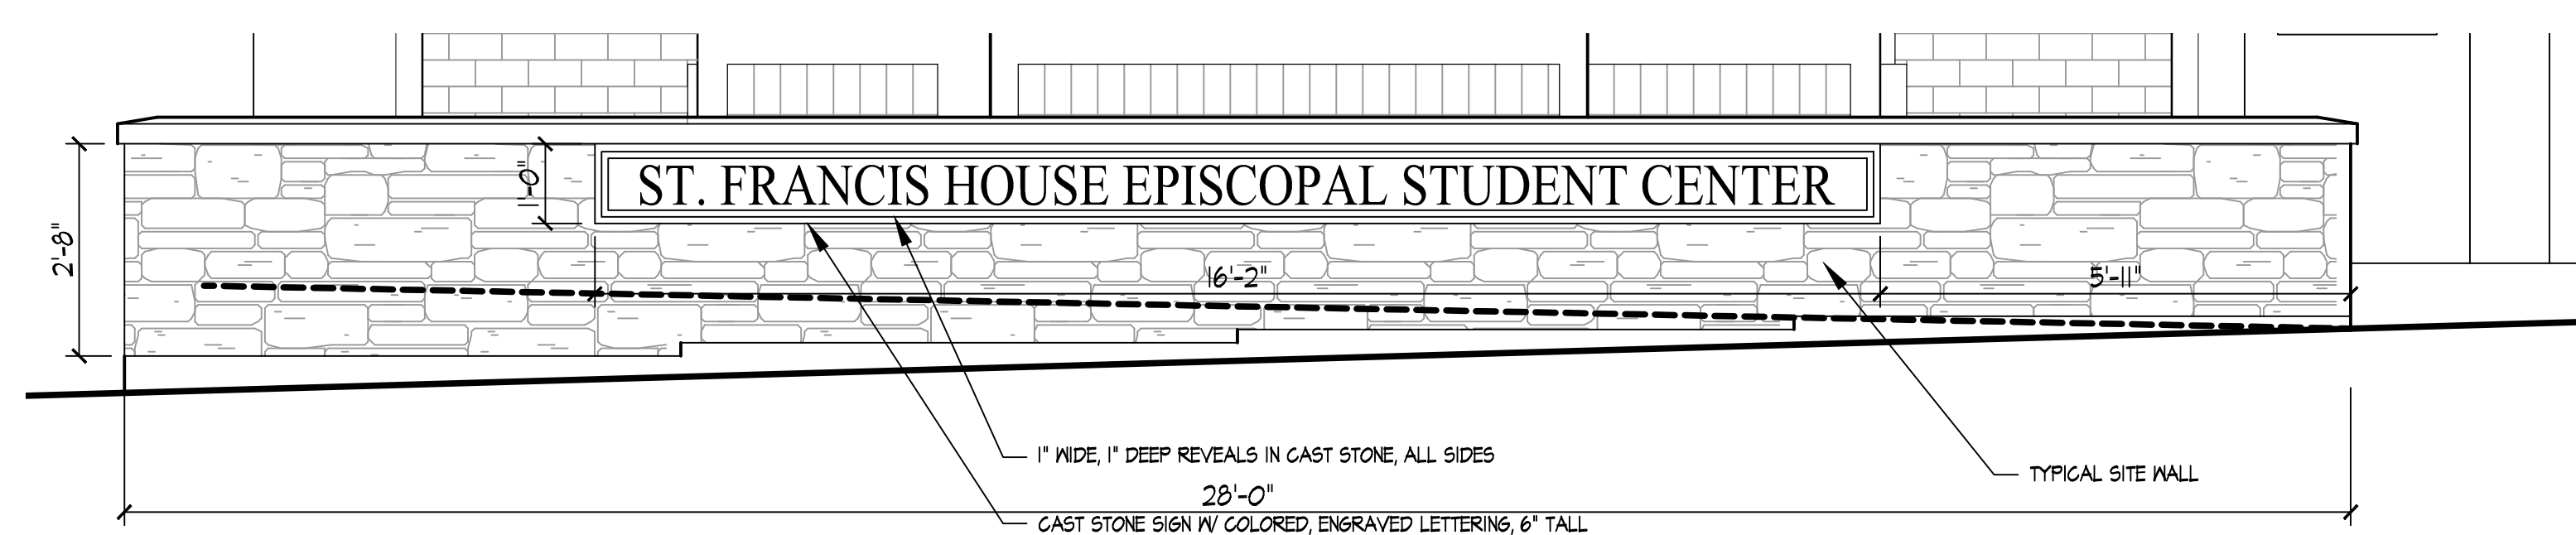 ST. FRANCIS HOUSE EPISCOPAL STUDENT CENTER
1'-0"
2'-8"
16'-2"
5'-11"
1" WIDE, 1" DEEP REVEALS IN CAST STONE, ALL SIDES
TYPICAL SITE WALL
28'-0"
CAST STONE SIGN W/ COLORED, ENGRAVED LETTERING, 6" TALL